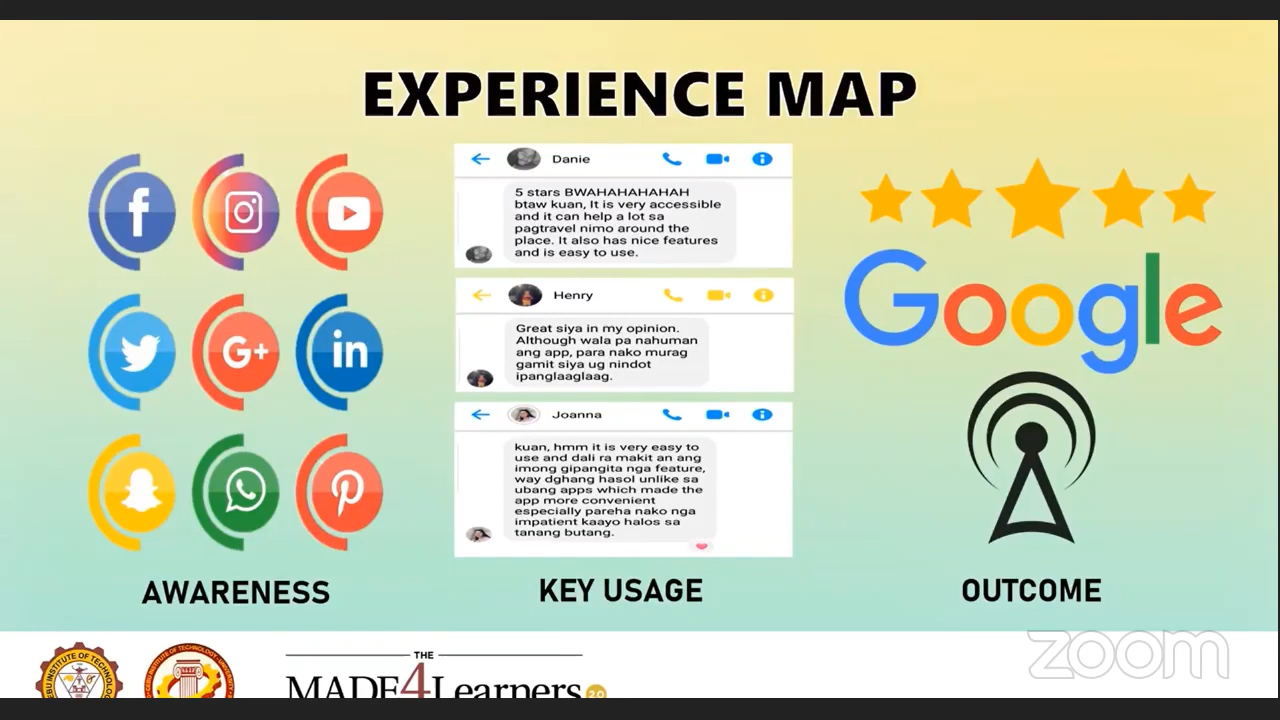 EXPERIENCE MAP
f
G+
in
AWARENESS
Danie
5 stars BWAHAHAHAHAH
btaw kuan, It is very accessible
and it can help a lot sa
pagtravel nimo around the
place. It also has nice features
and is easy to use.
Henry
Great siya in my opinion.
Although wala pa nahuman
ang app, para nako murag
gamit siya ug nindot
ipanglaaglaag.
Joanna
kuan, hmm it is very easy to
use and dali ra makit an ang
imong gipangita nga feature,
way dghang hasol unlike sa
ubang apps which made the
app more convenient
especially pareha nako nga
impatient kaayo halos sa
tanang butang.
KEY USAGE
Google
OUTCOME
THE
MADE4Learners 2.0
zoom